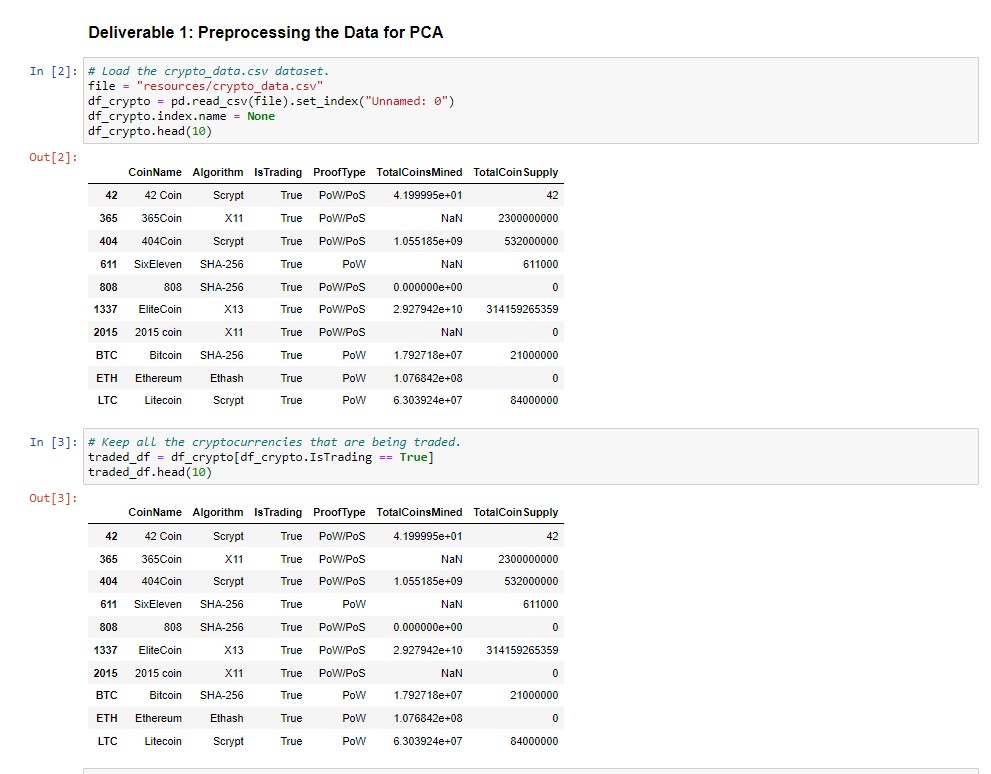 Deliverable 1: Preprocessing the Data for PCA
In [2]: # Load the crypto_data.csv dataset.
file = "resources/crypto_data.csv"
df_crypto = pd.read_csv(file).set_index("Unnamed: 0")
df_crypto.index.name = None
df_crypto.head(10)
Out[2]:
CoinName Algorithm IsTrading ProofType TotalCoinsMined TotalCoinSupply
42 42 Coin Scrypt True PoW/PoS 4.199995e+01 42
365 365Coin X11 True PoW/PoS NaN 2300000000
404 404Coin Scrypt True PoW/PoS 1.055185e+09 532000000
611 SixEleven SHA-256 True PoW NaN 611000
808 808 SHA-256 True PoW/PoS 0.000000e+00 0
1337 EliteCoin X13 True PoW/PoS 2.927942e+10 314159265359
2015 2015 coin X11 True PoW/PoS NaN 0
BTC Bitcoin SHA-256 True PoW 1.792718e+07 21000000
ETH Ethereum Ethash True PoW 1.076842e+08 0
LTC Litecoin Scrypt True PoW 6.303924e+07 84000000
In [3]: # Keep all the cryptocurrencies that are being traded.
traded_df = df_crypto[df_crypto.IsTrading == True]
traded_df.head(10)
Out[3]:
CoinName Algorithm IsTrading ProofType TotalCoinsMined TotalCoinSupply
42 42 Coin Scrypt True PoW/PoS 4.199995e+01 42
365 365Coin X11 True PoW/PoS NaN 2300000000
404 404Coin Scrypt True PoW/PoS 1.055185e+09 532000000
611 SixEleven SHA-256 True PoW NaN 611000
808 808 SHA-256 True PoW/PoS 0.000000e+00 0
1337 EliteCoin X13 True PoW/PoS 2.927942e+10 314159265359
2015 2015 coin X11 True PoW/PoS NaN 0
BTC Bitcoin SHA-256 True PoW 1.792718e+07 21000000
ETH Ethereum Ethash True PoW 1.076842e+08 0
LTC Litecoin Scrypt True PoW 6.303924e+07 84000000